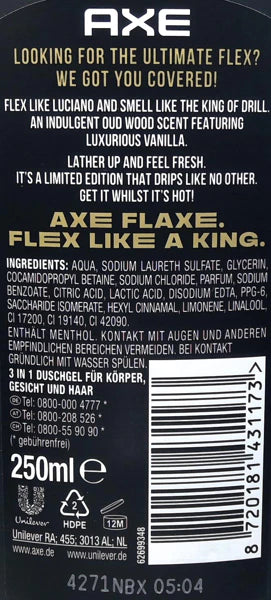 AXE
LOOKING FOR THE ULTIMATE FLEX?
WE GOT YOU COVERED!
FLEX LIKE LUCIANO AND SMELL LIKE THE KING OF DRILL.
AN INDULGENT OUD WOOD SCENT FEATURING
LUXURIOUS VANILLA.
LATHER UP AND FEEL FRESH.
IT'S A LIMITED EDITION THAT DRIPS LIKE NO OTHER.
GET IT WHILST IT'S HOT!
AXE FLAXE.
FLEX LIKE A KING.
INGREDIENTS: AQUA, SODIUM LAURETH SULFATE, GLYCERIN,
COCAMIDOPROPYL BETAINE, SODIUM CHLORIDE, PARFUM, SODIUM
BENZOATE, CITRIC ACID, LACTIC ACID, DISODIUM EDTA, PPG-6,
SACCHARIDE ISOMERATE, HEXYL CINNAMAL, LIMONENE, LINALOOL,
CI 17200, CI 19140, CI 42090.
ENTHÄLT MENTHOL. KONTAKT MIT AUGEN UND ANDEREN
EMPFINDLICHEN BEREICHEN VERMEIDEN. BEI KONTAKT
GRÜNDLICH MIT WASSER SPÜLEN.
3 IN 1 DUSCHGEL FÜR KÖRPER,
GESICHT UND HAAR
DE Tel: 0800-000 4777 *
AT Tel: 0800-208 526 *
CH Tel: 0800-55 90 90 *
(* gebührenfrei)
250ml e
2
HDPE
12M
Unilever
Unilever RA: 455; 3013 AL; NL
www.axe.de www.unilever.de
62699348
8 720181 431173 >
4271NBX 05:04